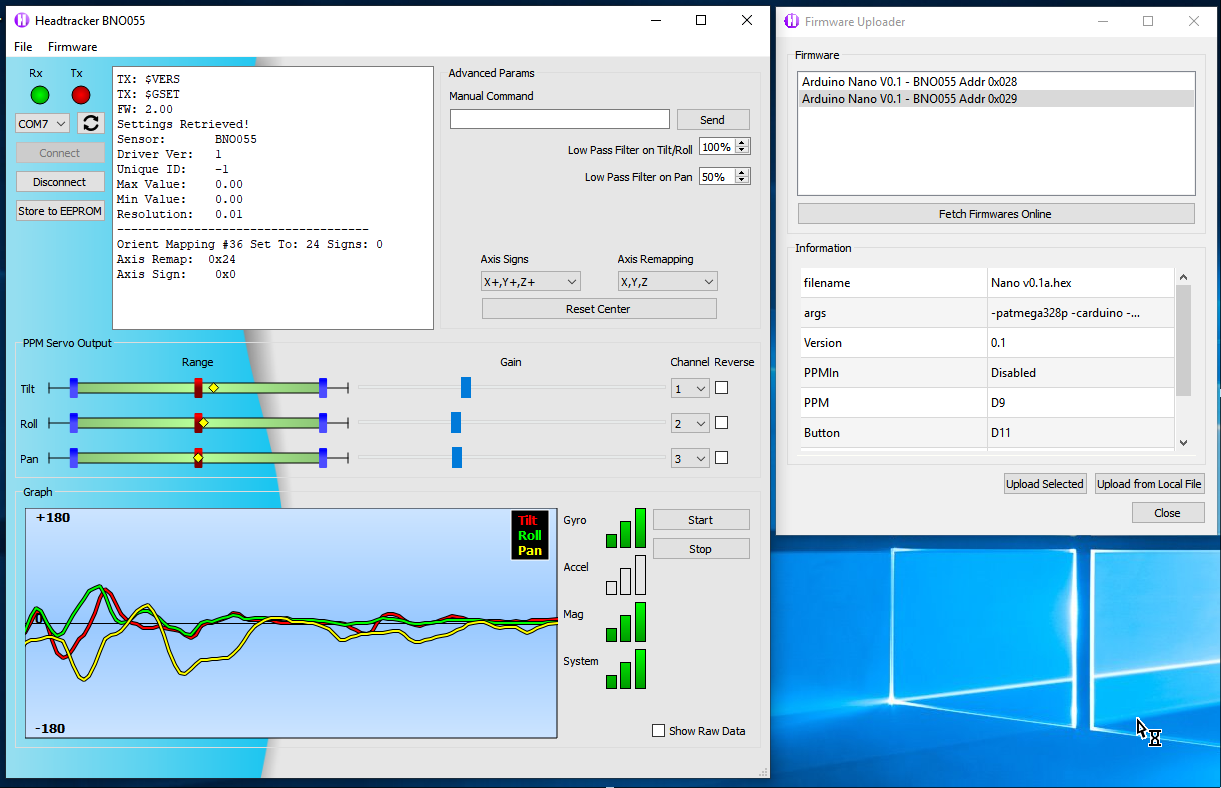 Headtracker BNO055
File Firmware
Rx Tx
COM7
Connect
Disconnect
Store to EEPROM
TX: $VERS
TX: $GSET
FW: 2.00
Settings Retrieved!
Sensor: BNO055
Driver Ver: 1
Unique ID: -1
Max Value: 0.00
Min Value: 0.00
Resolution: 0.01
------------------------------------
Orient Mapping #36 Set To: 24 Signs: 0
Axis Remap: 0x24
Axis Sign: 0x0
Advanced Params
Manual Command
Send
Low Pass Filter on Tilt/Roll 100%
Low Pass Filter on Pan 50%
Axis Signs Axis Remapping
X+,Y+,Z+ X,Y,Z
Reset Center
PPM Servo Output
Range Gain Channel Reverse
Tilt 1
Roll 2
Pan 3
Graph
+180
0
-180
Tilt
Roll
Pan
Gyro
Accel
Mag
System
Start
Stop
Show Raw Data
Firmware Uploader
Firmware
Arduino Nano V0.1 - BNO055 Addr 0x028
Arduino Nano V0.1 - BNO055 Addr 0x029
Fetch Firmwares Online
Information
filename Nano v0.1a.hex
args -patmega328p -carduino -...
Version 0.1
PPMIn Disabled
PPM D9
Button D11
Upload Selected Upload from Local File
Close